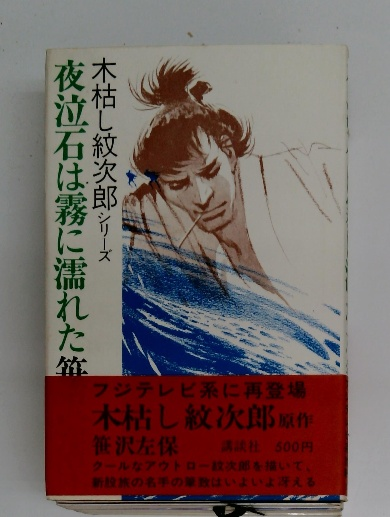 木枯し紋次郎シリーズ
夜泣石は霧に濡れた
笹
フジテレビ系に再登場
木枯し紋次郎原作
笹沢左保 講談社 500円
クールなアウトロー紋次郎を描いて、
新股旅の名手の筆致はいよいよ冴える